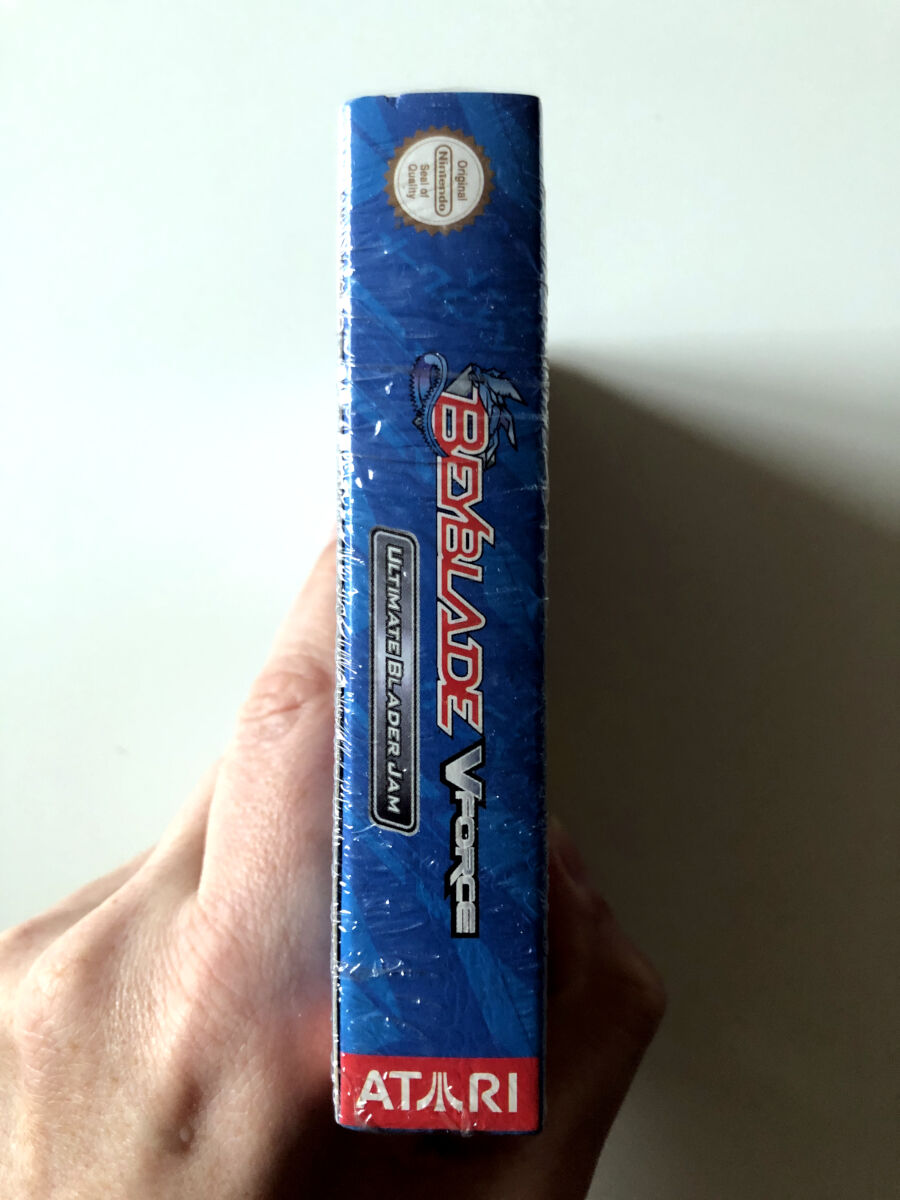 Original
Nintendo
Seal of
Quality
BEYBLADE VFORCE
ULTIMATE BLADER JAM
ATARI